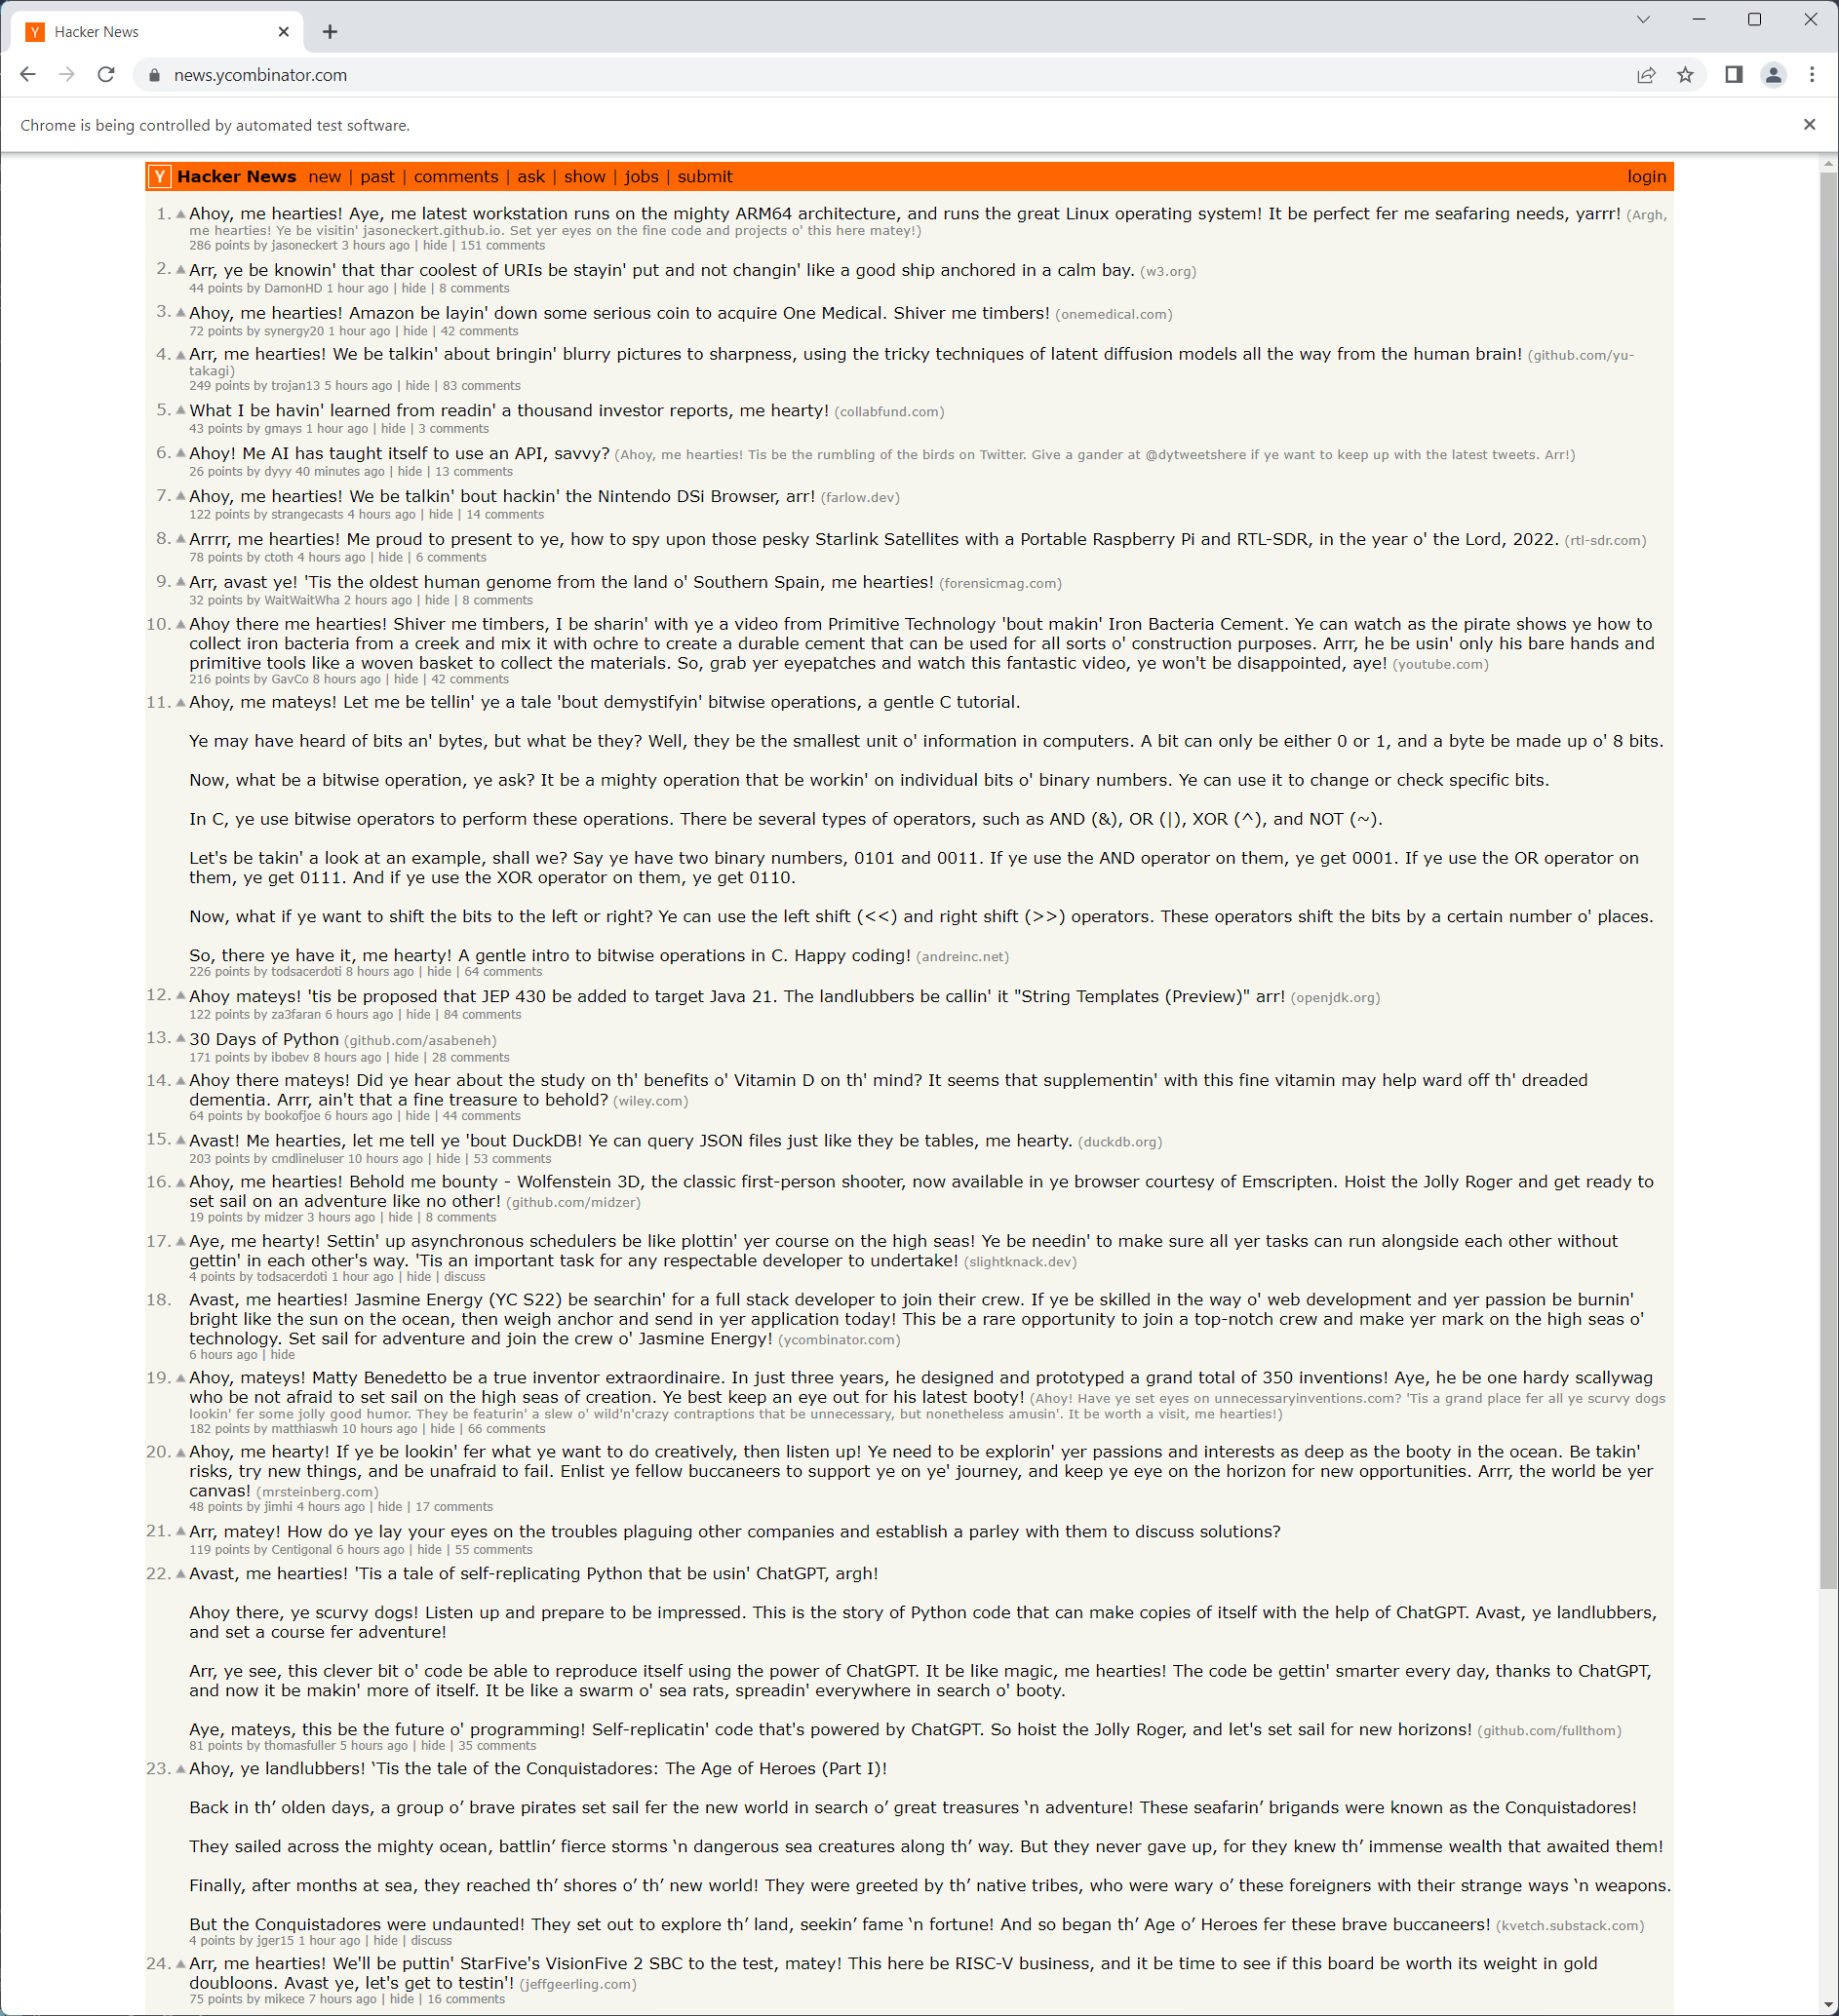 Hacker News
news.ycombinator.com
Chrome is being controlled by automated test software.
Y Hacker News new | past | comments | ask | show | jobs | submit login
1. Ahoy, me hearties! Aye, me latest workstation runs on the mighty ARM64 architecture, and runs the great Linux operating system! It be perfect fer me seafaring needs, yarrr! (Argh,
me hearties! Ye be visitin' jasoneckert.github.io. Set yer eyes on the fine code and projects o' this here matey!)
286 points by jasoneckert 3 hours ago | hide | 151 comments
2. Arr, ye be knowin' that thar coolest of URIs be stayin' put and not changin' like a good ship anchored in a calm bay. (w3.org)
44 points by DamonHD 1 hour ago | hide | 8 comments
3. Ahoy, me hearties! Amazon be layin' down some serious coin to acquire One Medical. Shiver me timbers! (onemedical.com)
72 points by synergy20 1 hour ago | hide | 42 comments
4. Arr, me hearties! We be talkin' about bringin' blurry pictures to sharpness, using the tricky techniques of latent diffusion models all the way from the human brain! (github.com/yu-
takagi)
249 points by trojan13 5 hours ago | hide | 83 comments
5. What I be havin' learned from readin' a thousand investor reports, me hearty! (collabfund.com)
43 points by gmays 1 hour ago | hide | 3 comments
6. Ahoy! Me AI has taught itself to use an API, savvy? (Ahoy, me hearties! Tis be the rumbling of the birds on Twitter. Give a gander at @dytweetshere if ye want to keep up with the latest tweets. Arr!)
26 points by dyyy 40 minutes ago | hide | 13 comments
7. Ahoy, me hearties! We be talkin' bout hackin' the Nintendo DSi Browser, arr! (farlow.dev)
122 points by strangecasts 4 hours ago | hide | 14 comments
8. Arrrr, me hearties! Me proud to present to ye, how to spy upon those pesky Starlink Satellites with a Portable Raspberry Pi and RTL-SDR, in the year o' the Lord, 2022. (rtl-sdr.com)
78 points by ctoth 4 hours ago | hide | 6 comments
9. Arr, avast ye! 'Tis the oldest human genome from the land o' Southern Spain, me hearties! (forensicmag.com)
32 points by WaitWaitWha 2 hours ago | hide | 8 comments
10. Ahoy there me hearties! Shiver me timbers, I be sharin' with ye a video from Primitive Technology 'bout makin' Iron Bacteria Cement. Ye can watch as the pirate shows ye how to
collect iron bacteria from a creek and mix it with ochre to create a durable cement that can be used for all sorts o' construction purposes. Arrr, he be usin' only his bare hands and
primitive tools like a woven basket to collect the materials. So, grab yer eyepatches and watch this fantastic video, ye won't be disappointed, aye! (youtube.com)
216 points by GavCo 8 hours ago | hide | 42 comments
11. Ahoy, me mateys! Let me be tellin' ye a tale 'bout demystifyin' bitwise operations, a gentle C tutorial.
Ye may have heard of bits an' bytes, but what be they? Well, they be the smallest unit o' information in computers. A bit can only be either 0 or 1, and a byte be made up o' 8 bits.
Now, what be a bitwise operation, ye ask? It be a mighty operation that be workin' on individual bits o' binary numbers. Ye can use it to change or check specific bits.
In C, ye use bitwise operators to perform these operations. There be several types of operators, such as AND (&), OR (|), XOR (^), and NOT (~).
Let's be takin' a look at an example, shall we? Say ye have two binary numbers, 0101 and 0011. If ye use the AND operator on them, ye get 0001. If ye use the OR operator on
them, ye get 0111. And if ye use the XOR operator on them, ye get 0110.
Now, what if ye want to shift the bits to the left or right? Ye can use the left shift (<<) and right shift (>>) operators. These operators shift the bits by a certain number o' places.
So, there ye have it, me hearty! A gentle intro to bitwise operations in C. Happy coding! (andreinc.net)
226 points by todsacerdoti 8 hours ago | hide | 64 comments
12. Ahoy mateys! 'tis be proposed that JEP 430 be added to target Java 21. The landlubbers be callin' it "String Templates (Preview)" arr! (openjdk.org)
122 points by za3faran 6 hours ago | hide | 84 comments
13. 30 Days of Python (github.com/asabeneh)
171 points by ibobev 8 hours ago | hide | 28 comments
14. Ahoy there mateys! Did ye hear about the study on th' benefits o' Vitamin D on th' mind? It seems that supplementin' with this fine vitamin may help ward off th' dreaded
dementia. Arrr, ain't that a fine treasure to behold? (wiley.com)
64 points by bookofjoe 6 hours ago | hide | 44 comments
15. Avast! Me hearties, let me tell ye 'bout DuckDB! Ye can query JSON files just like they be tables, me hearty. (duckdb.org)
203 points by cmdlineluser 10 hours ago | hide | 53 comments
16. Ahoy, me hearties! Behold me bounty - Wolfenstein 3D, the classic first-person shooter, now available in ye browser courtesy of Emscripten. Hoist the Jolly Roger and get ready to
set sail on an adventure like no other! (github.com/midzer)
19 points by midzer 3 hours ago | hide | 8 comments
17. Aye, me hearty! Settin' up asynchronous schedulers be like plottin' yer course on the high seas! Ye be needin' to make sure all yer tasks can run alongside each other without
gettin' in each other's way. 'Tis an important task for any respectable developer to undertake! (slightknack.dev)
4 points by todsacerdoti 1 hour ago | hide | discuss
18. Avast, me hearties! Jasmine Energy (YC S22) be searchin' for a full stack developer to join their crew. If ye be skilled in the way o' web development and yer passion be burnin'
bright like the sun on the ocean, then weigh anchor and send in yer application today! This be a rare opportunity to join a top-notch crew and make yer mark on the high seas o'
technology. Set sail for adventure and join the crew o' Jasmine Energy! (ycombinator.com)
6 hours ago | hide
19. Ahoy, mateys! Matty Benedetto be a true inventor extraordinaire. In just three years, he designed and prototyped a grand total of 350 inventions! Aye, he be one hardy scallywag
who be not afraid to set sail on the high seas of creation. Ye best keep an eye out for his latest booty! (Ahoy! Have ye set eyes on unnecessaryinventions.com? 'Tis a grand place fer all ye scurvy dogs
lookin' fer some jolly good humor. They be featurin' a slew o' wild'n'crazy contraptions that be unnecessary, but nonetheless amusin'. It be worth a visit, me hearties!)
182 points by matthiaswh 10 hours ago | hide | 66 comments
20. Ahoy, me hearty! If ye be lookin' fer what ye want to do creatively, then listen up! Ye need to be explorin' yer passions and interests as deep as the booty in the ocean. Be takin'
risks, try new things, and be unafraid to fail. Enlist ye fellow buccaneers to support ye on ye' journey, and keep ye eye on the horizon for new opportunities. Arrr, the world be yer
canvas! (mrsteinberg.com)
48 points by jimhi 4 hours ago | hide | 17 comments
21. Arr, matey! How do ye lay your eyes on the troubles plaguing other companies and establish a parley with them to discuss solutions?
119 points by Centigonal 6 hours ago | hide | 55 comments
22. Avast, me hearties! 'Tis a tale of self-replicating Python that be usin' ChatGPT, argh!
Ahoy there, ye scurvy dogs! Listen up and prepare to be impressed. This is the story of Python code that can make copies of itself with the help of ChatGPT. Avast, ye landlubbers,
and set a course fer adventure!
Arr, ye see, this clever bit o' code be able to reproduce itself using the power of ChatGPT. It be like magic, me hearties! The code be gettin' smarter every day, thanks to ChatGPT,
and now it be makin' more of itself. It be like a swarm o' sea rats, spreadin' everywhere in search o' booty.
Aye, mateys, this be the future o' programming! Self-replicatin' code that's powered by ChatGPT. So hoist the Jolly Roger, and let's set sail for new horizons! (github.com/fullthom)
81 points by thomasfuller 5 hours ago | hide | 35 comments
23. Ahoy, ye landlubbers! ‘Tis the tale of the Conquistadores: The Age of Heroes (Part I)!
Back in th’ olden days, a group o’ brave pirates set sail fer the new world in search o’ great treasures ‘n adventure! These seafarin’ brigands were known as the Conquistadores!
They sailed across the mighty ocean, battlin’ fierce storms ‘n dangerous sea creatures along th’ way. But they never gave up, for they knew th’ immense wealth that awaited them!
Finally, after months at sea, they reached th’ shores o’ th’ new world! They were greeted by th’ native tribes, who were wary o’ these foreigners with their strange ways ‘n weapons.
But the Conquistadores were undaunted! They set out to explore th’ land, seekin’ fame ‘n fortune! And so began th’ Age o’ Heroes fer these brave buccaneers! (kvetch.substack.com)
4 points by jger15 1 hour ago | hide | discuss
24. Arr, me hearties! We'll be puttin' StarFive's VisionFive 2 SBC to the test, matey! This here be RISC-V business, and it be time to see if this board be worth its weight in gold
doubloons. Avast ye, let's get to testin'! (jeffgeerling.com)
75 points by mikece 7 hours ago | hide | 16 comments